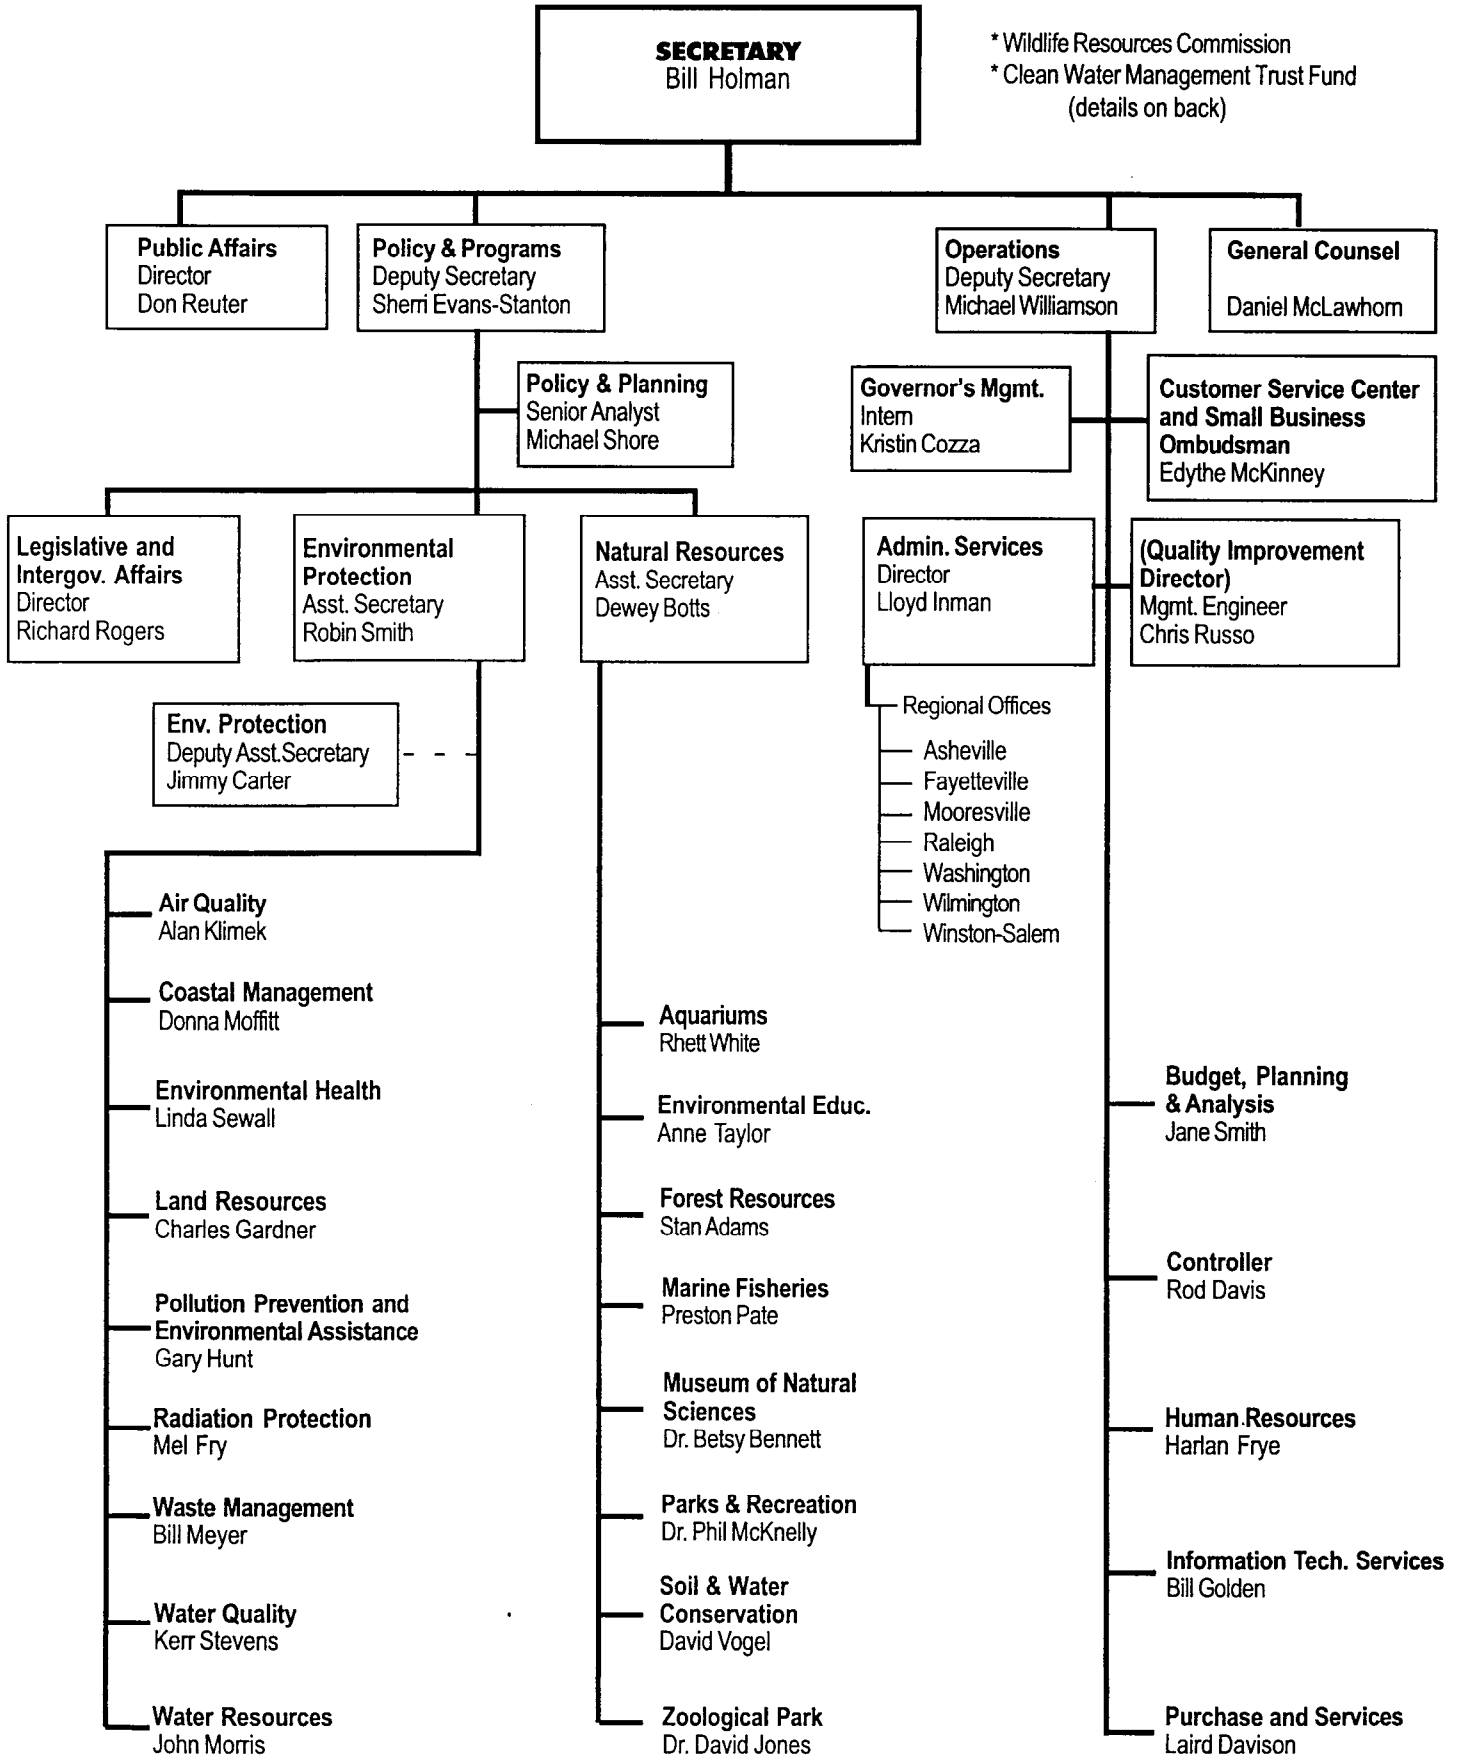 SECRETARY
Bill Holman
* Wildlife Resources Commission
* Clean Water Management Trust Fund
(details on back)
Public Affairs
Director
Don Reuter
Policy & Programs
Deputy Secretary
Sherri Evans-Stanton
Operations
Deputy Secretary
Michael Williamson
General Counsel
Daniel McLawhorn
Policy & Planning
Senior Analyst
Michael Shore
Governor's Mgmt.
Intern
Kristin Cozza
Customer Service Center
and Small Business
Ombudsman
Edythe McKinney
Legislative and
Intergov. Affairs
Director
Richard Rogers
Environmental
Protection
Asst. Secretary
Robin Smith
Natural Resources
Asst. Secretary
Dewey Botts
Admin. Services
Director
Lloyd Inman
(Quality Improvement
Director)
Mgmt. Engineer
Chris Russo
Env. Protection
Deputy Asst.Secretary
Jimmy Carter
Regional Offices
Asheville
Fayetteville
Mooresville
Raleigh
Washington
Wilmington
Winston-Salem
Air Quality
Alan Klimek
Coastal Management
Donna Moffitt
Environmental Health
Linda Sewall
Land Resources
Charles Gardner
Pollution Prevention and
Environmental Assistance
Gary Hunt
Radiation Protection
Mel Fry
Waste Management
Bill Meyer
Water Quality
Kerr Stevens
Water Resources
John Morris
Aquariums
Rhett White
Environmental Educ.
Anne Taylor
Forest Resources
Stan Adams
Marine Fisheries
Preston Pate
Museum of Natural
Sciences
Dr. Betsy Bennett
Parks & Recreation
Dr. Phil McKnelly
Soil & Water
Conservation
David Vogel
Zoological Park
Dr. David Jones
Budget, Planning
& Analysis
Jane Smith
Controller
Rod Davis
Human Resources
Harlan Frye
Information Tech. Services
Bill Golden
Purchase and Services
Laird Davison